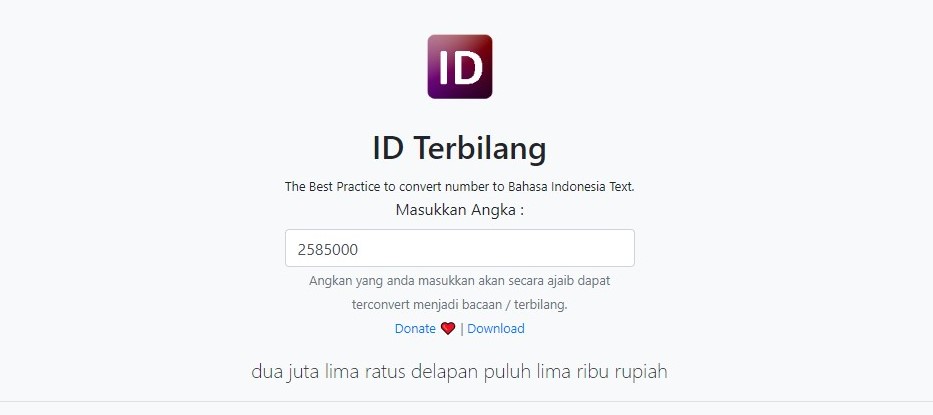 ID
ID Terbilang
The Best Practice to convert number to Bahasa Indonesia Text.
Masukkan Angka :
2585000
Angkan yang anda masukkan akan secara ajaib dapat
terconvert menjadi bacaan / terbilang.
Donate ❤ | Download
dua juta lima ratus delapan puluh lima ribu rupiah